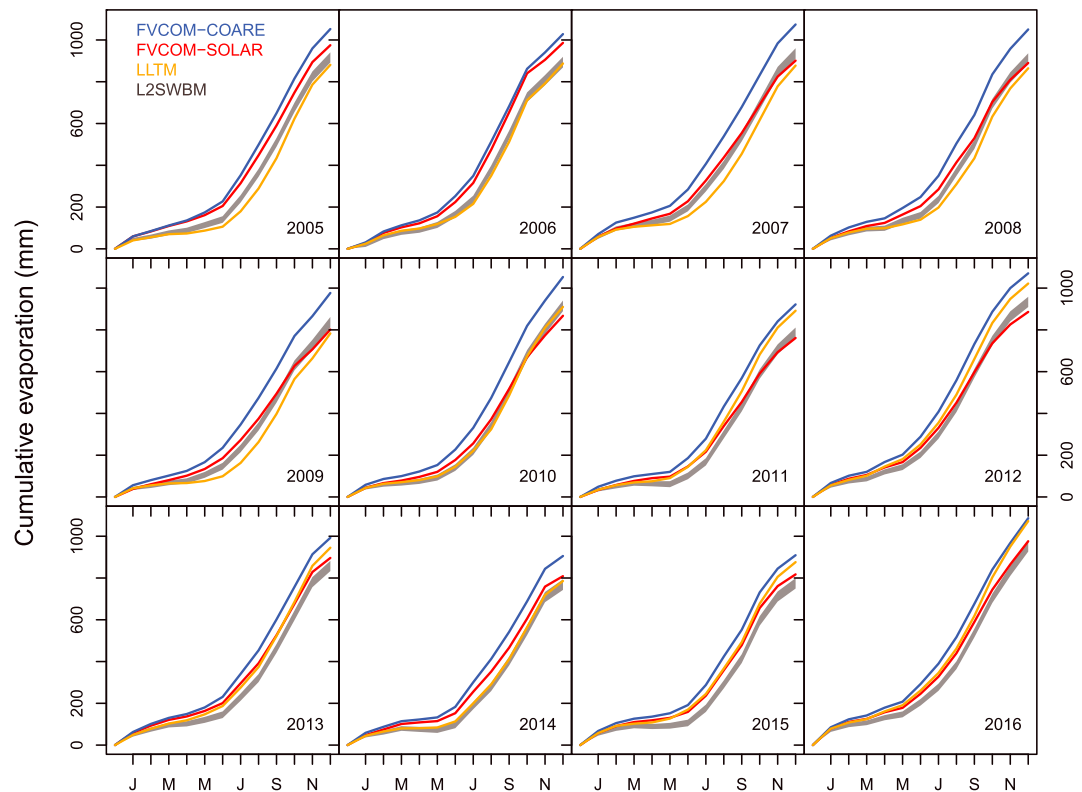 FVCOM−COARE
FVCOM−SOLAR
LLTM
L2SWBM
Cumulative evaporation (mm)
1000
600
200
0
2005
2006
2007
2008
2009
2010
2011
2012
1000
600
200
0
1000
600
200
0
2013
2014
2015
2016
J M M J S N
J M M J S N
J M M J S N
J M M J S N